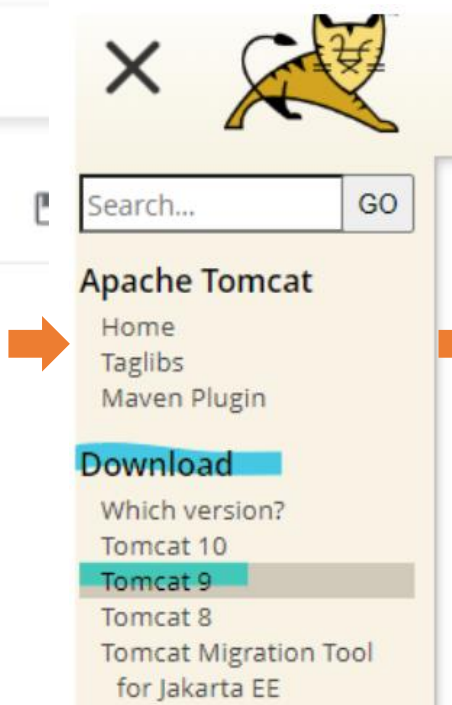 Search...
GO
Apache Tomcat
Home
Taglibs
Maven Plugin
Download
Which version?
Tomcat 10
Tomcat 9
Tomcat 8
Tomcat Migration Tool
for Jakarta EE